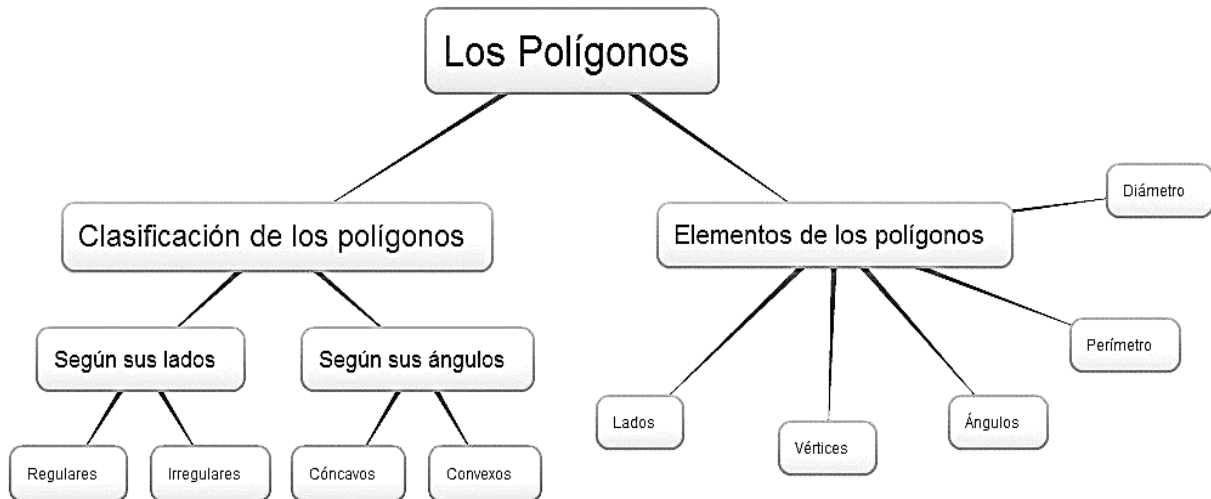 Los Polígonos
Clasificación de los polígonos
Elementos de los polígonos
Diámetro
Según sus lados
Según sus ángulos
Perímetro
Lados
Vértices
Ángulos
Regulares
Irregulares
Cóncavos
Convexos